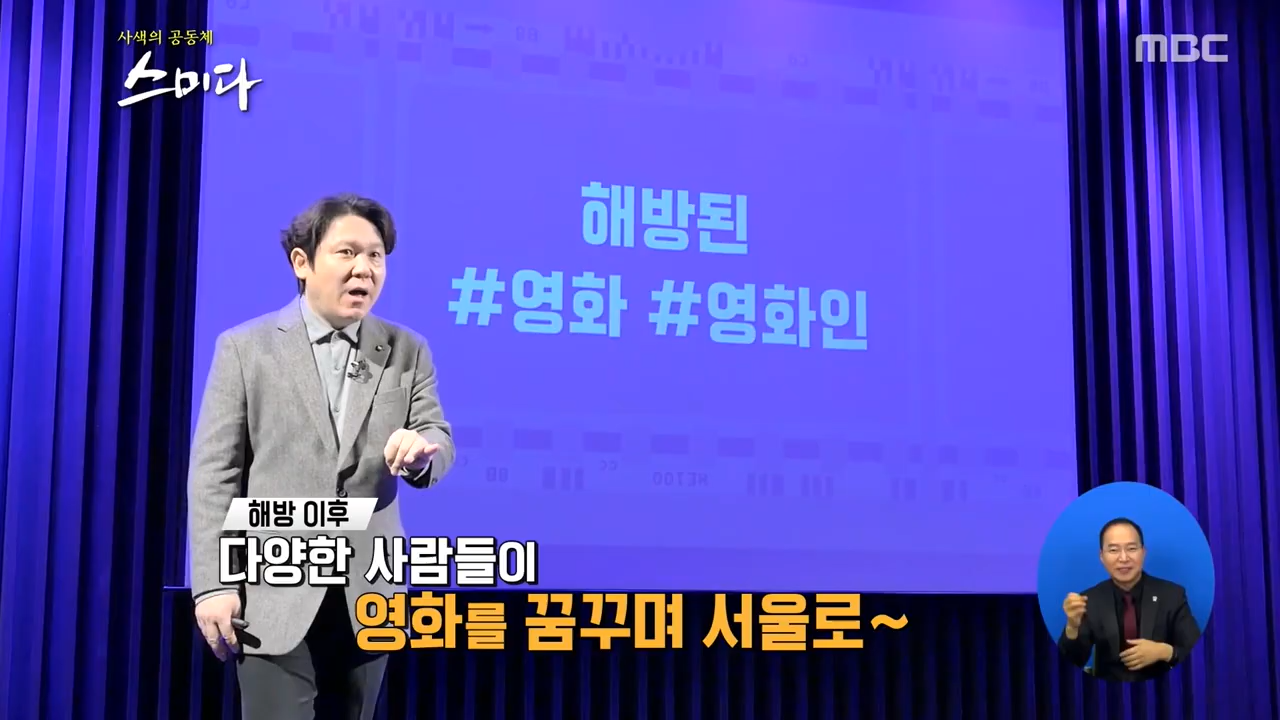 사색의 공동체
스미다
MBC
해방된
#영화 #영화인
해방 이후
다양한 사람들이
영화를 꿈꾸며 서울로~